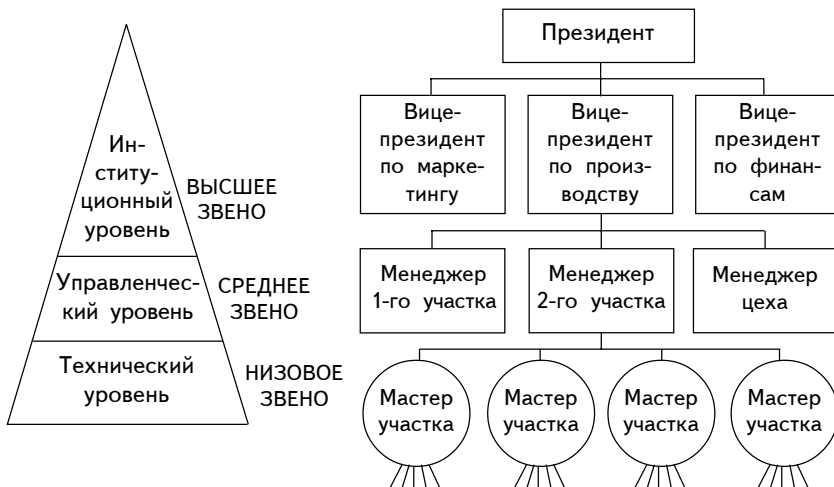 Ин-
ституци-
ционный
уровень
ВЫСШЕЕ
ЗВЕНО
Управленчес-
кий уровень
СРЕДНЕЕ
ЗВЕНО
Технический
уровень
НИЗОВОЕ
ЗВЕНО
Президент
Вице-
президент
по марке-
тингу
Вице-
президент
по произ-
водству
Вице-
президент
по финан-
сам
Менеджер
1-го участка
Менеджер
2-го участка
Менеджер
цеха
Мастер
участка
Мастер
участка
Мастер
участка
Мастер
участка